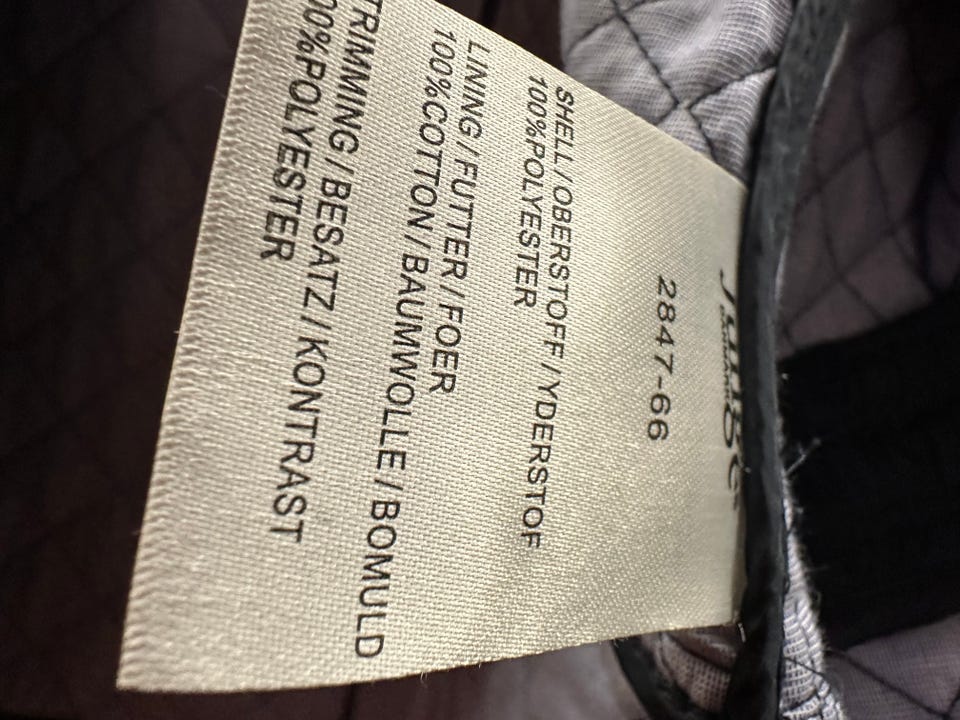 Junge
2847-66
SHELL/OBERSTOFF/YDERSTOF
100%POLYESTER
LINING/FUTTER/FOER
100%COTTON/BAUMWOLLE/BOMULD
TRIMMING/BESATZ/KONTRAST
00%POLYESTER